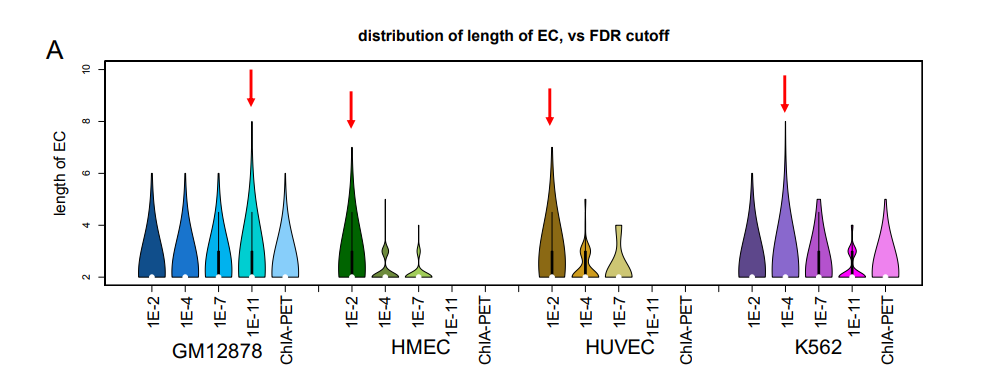 A
distribution of length of EC, vs FDR cutoff
length of EC
10
8
6
4
2
1E-2 1E-4 1E-7 1E-11 ChIA-PET 1E-2 1E-4 1E-7 1E-11 ChIA-PET 1E-2 1E-4 1E-7 1E-11 ChIA-PET 1E-2 1E-4 1E-7 1E-11 ChIA-PET
GM12878 HMEC HUVEC K562